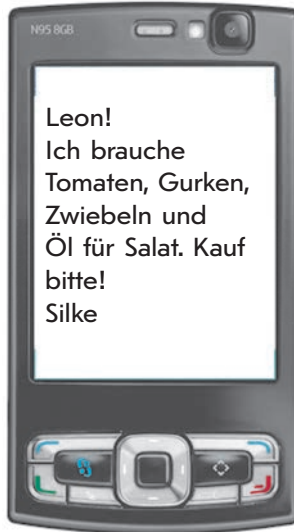 N95 8GB
Leon!
Ich brauche
Tomaten, Gurken,
Zwiebeln und
Öl für Salat. Kauf
bitte!
Silke